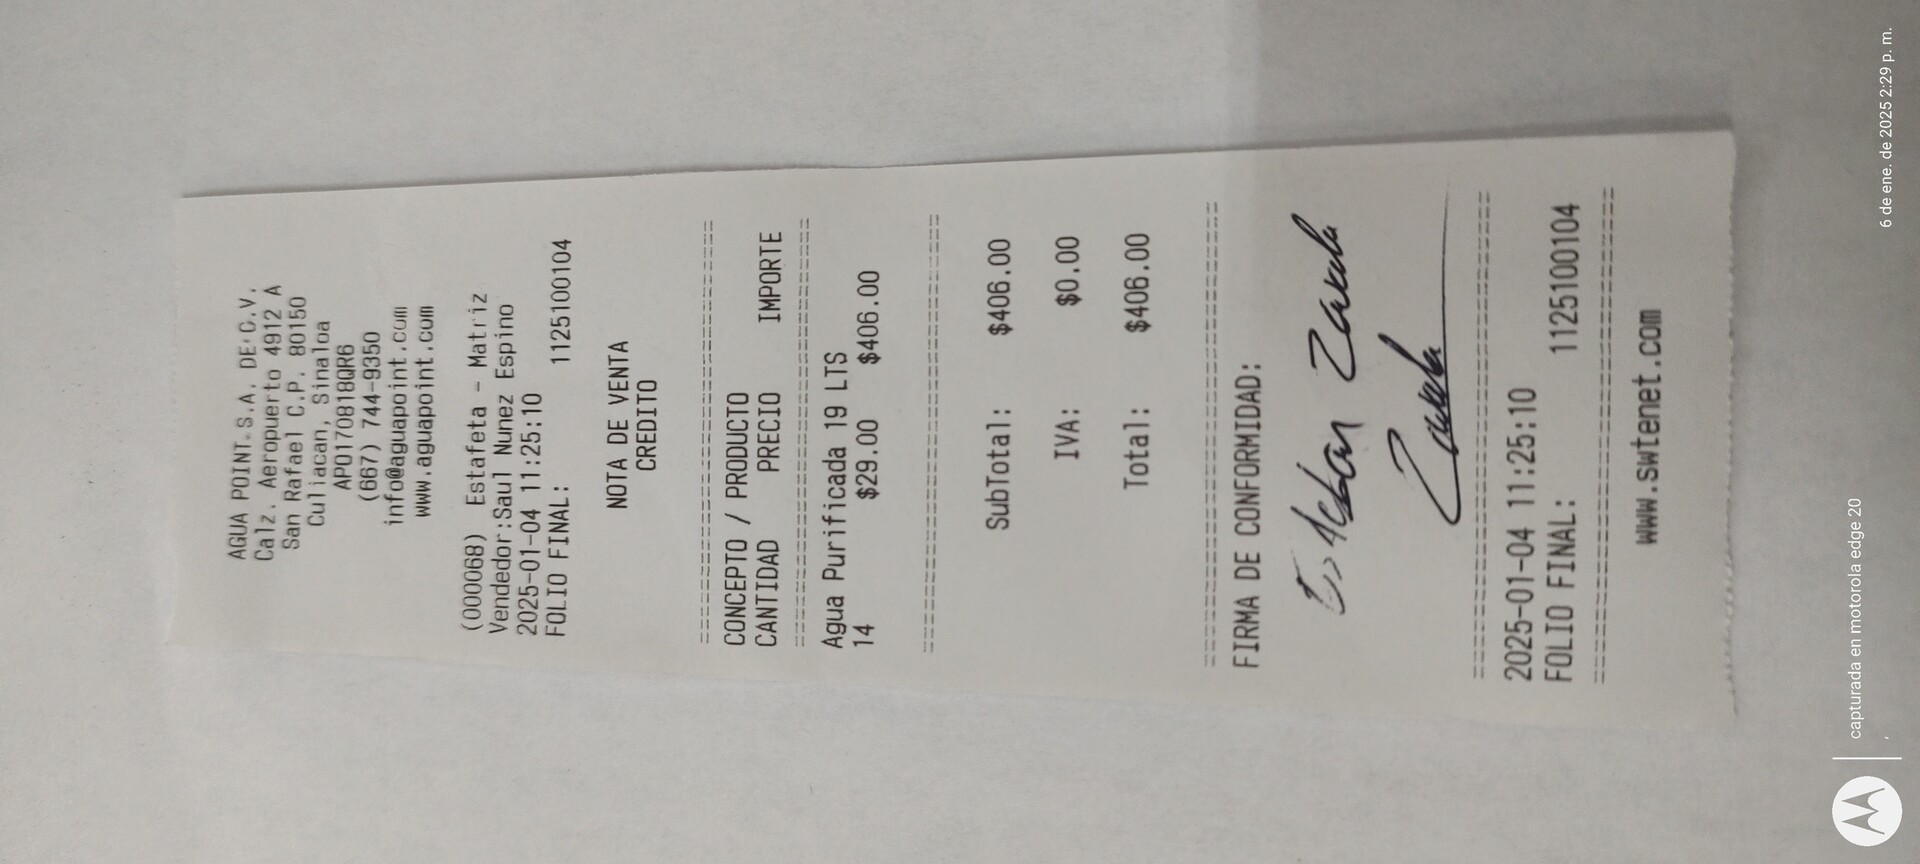 AGUA POINT.S.A. DE C.V.
Calz. Aeropuerto 4912 A
San Rafael C.P. 80150
Culiacan, Sinaloa
APO170818QR6
(667) 744-9350
info@aguapoint.com
www.aguapoint.com
(000068) Estafeta - Matriz
Vendedor:Saul Nunez Espino
2025-01-04 11:25:10
FOLIO FINAL: 1125100104
NOTA DE VENTA
CREDITO
CONCEPTO / PRODUCTO
CANTIDAD PRECIO IMPORTE
Agua Purificada 19 LTS
14 $29.00 $406.00
SubTotal: $406.00
IVA: $0.00
Total: $406.00
FIRMA DE CONFORMIDAD:
Esteban Zavala
Zavala
2025-01-04 11:25:10
FOLIO FINAL: 1125100104
www.swtenet.com
capturada en motorola edge 20
6 de ene. de 2025 2:29 p. m.